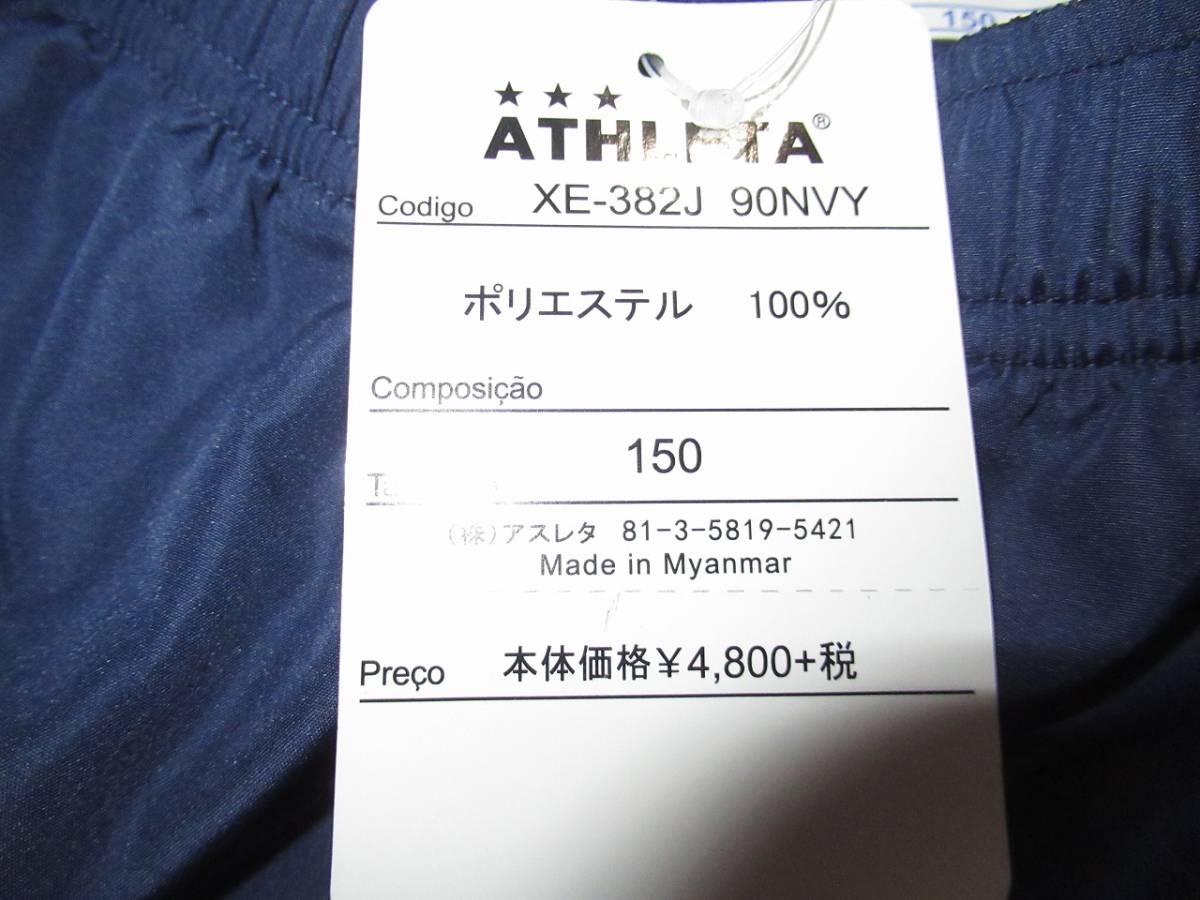 150
★★★
ATHLETA®
Codigo XE-382J 90NVY
ポリエステル 100%
Composição
150
(株)アスレタ 81-3-5819-5421
Made in Myanmar
Preço 本体価格¥4,800+税